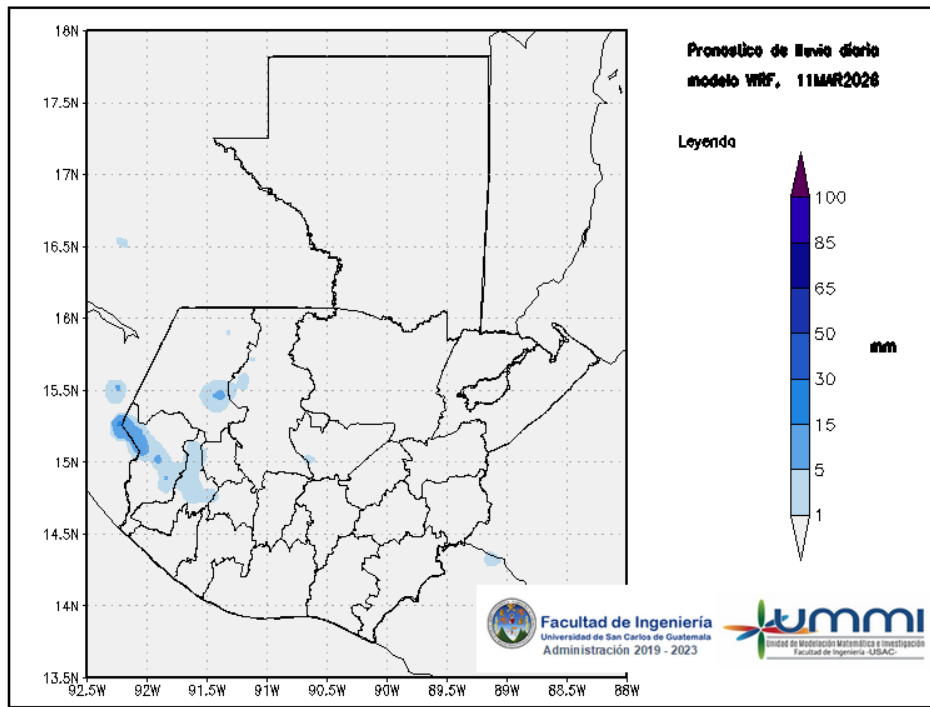 Pronostico de lluvia diaria
modelo WRF, 11MAR2026
Leyenda
100
85
65
50
30
15
5
1
mm
18N
17.5N
17N
16.5N
16N
15.5N
15N
14.5N
14N
13.5N
92.5W
92W
91.5W
91W
90.5W
90W
89.5W
89W
88.5W
88W
Facultad de Ingeniería
Universidad de San Carlos de Guatemala
Administración 2019 - 2023
UMMI
Unidad de Modelación Matemática e Investigación
Facultad de Ingeniería -USAC-